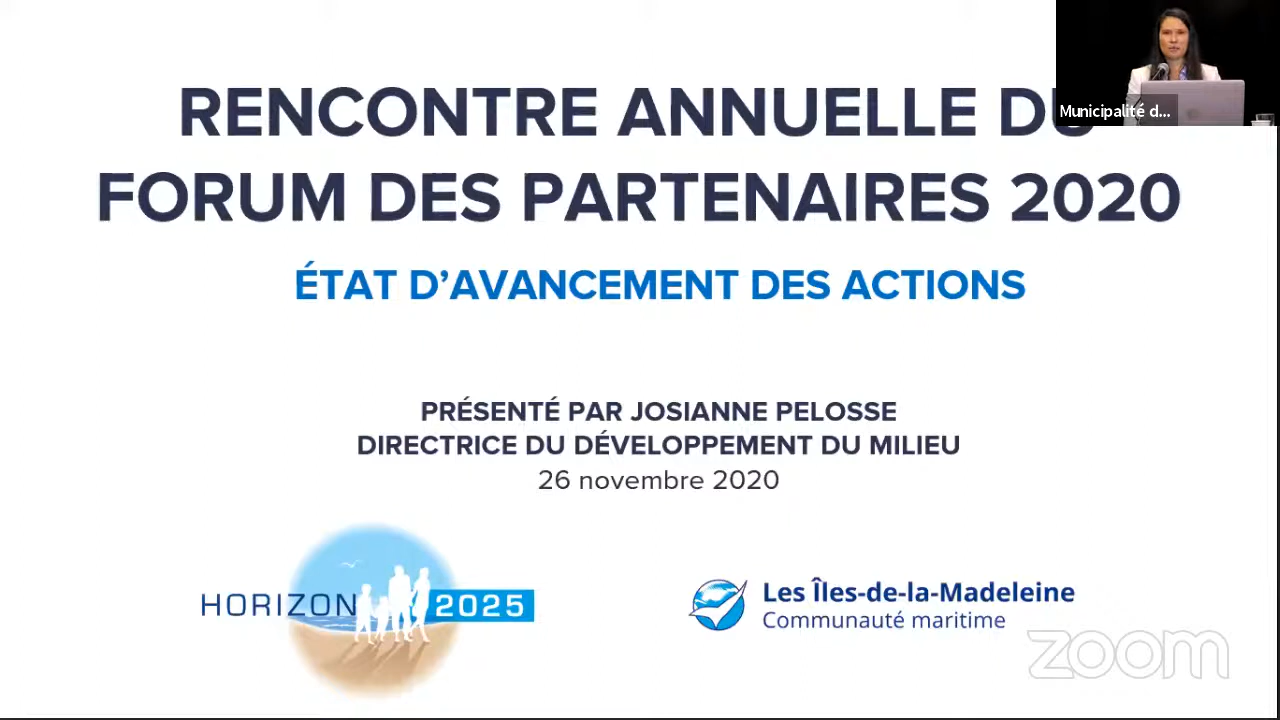 RENCONTRE ANNUELLE DU
FORUM DES PARTENAIRES 2020
ÉTAT D’AVANCEMENT DES ACTIONS
PRÉSENTÉ PAR JOSIANNE PELOSSE
DIRECTRICE DU DÉVELOPPEMENT DU MILIEU
26 novembre 2020
HORIZON 2025
Les Îles-de-la-Madeleine
Communauté maritime
zoom
Municipalité d...